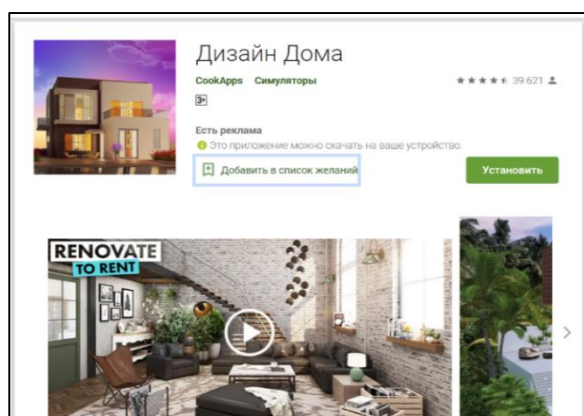 Дизайн Дома
CookApps Симуляторы
39 621
3+
Есть реклама
Это приложение можно скачать на ваше устройство.
Добавить в список желаний
Установить
RENOVATE
TO RENT